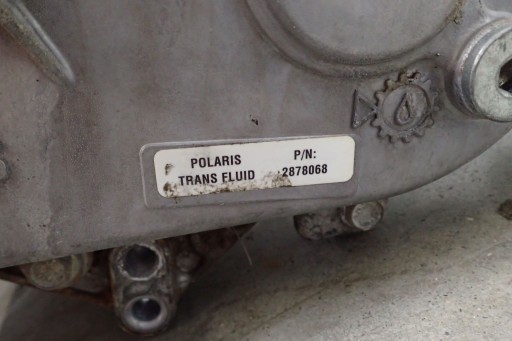 POLARIS P/N:
TRANS FLUID 2878068